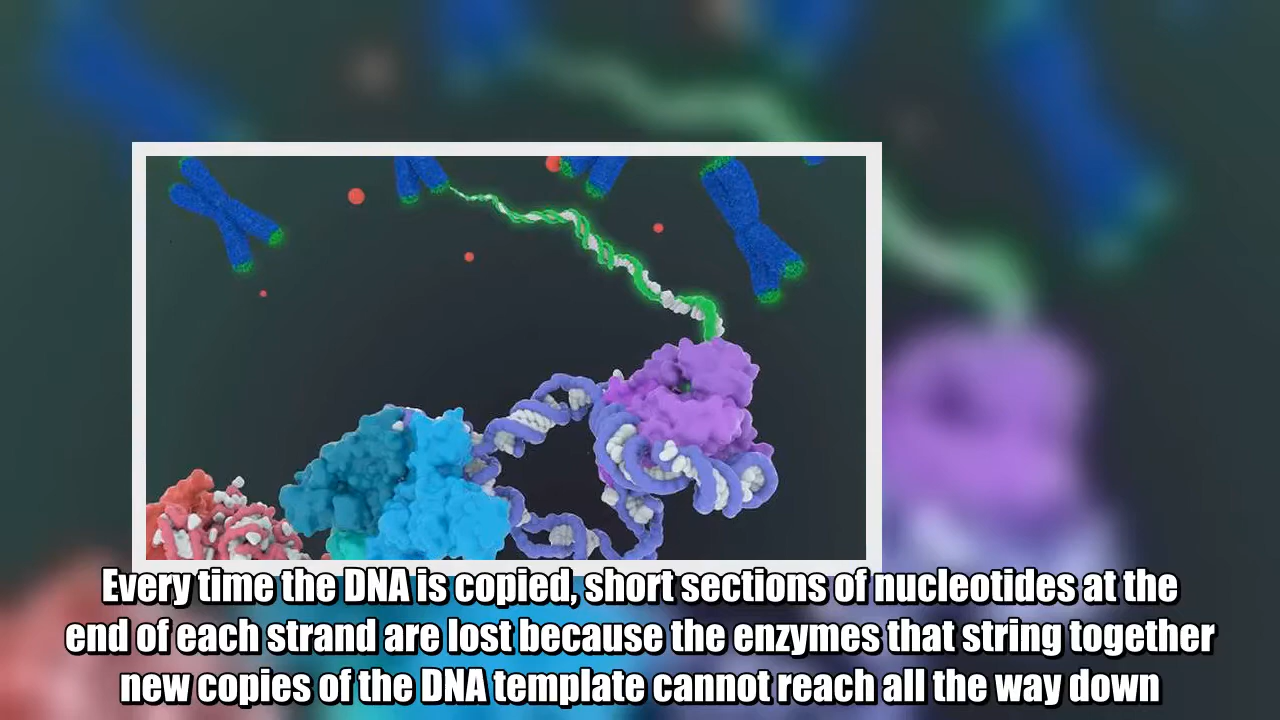 Every time the DNA is copied, short sections of nucleotides at the
end of each strand are lost because the enzymes that string together
new copies of the DNA template cannot reach all the way down